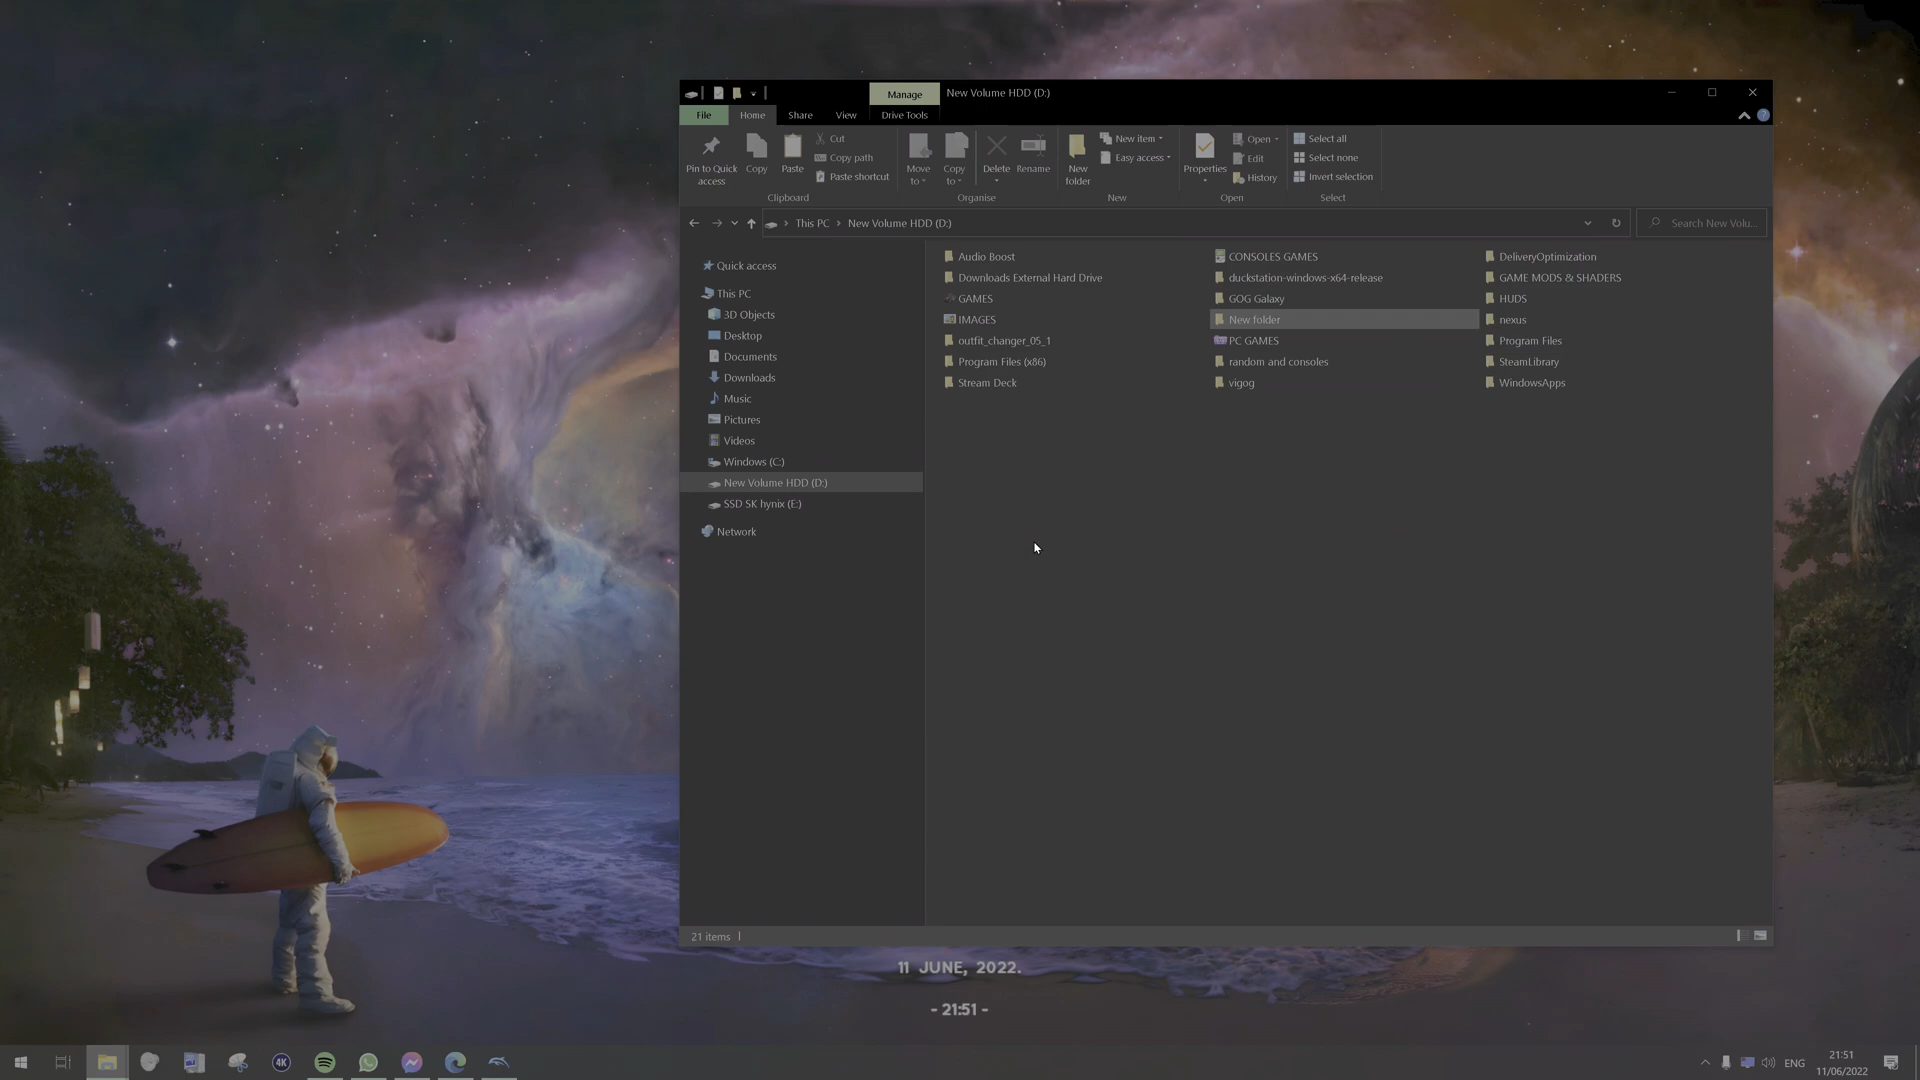 Manage New Volume HDD (D:)
File Home Share View Drive Tools
Pin to Quick access
Copy
Paste
Cut
Copy path
Paste shortcut
Clipboard
Move to
Copy to
Delete
Rename
Organise
New folder
New item
Easy access
New
Properties
Open
Edit
History
Open
Select all
Select none
Invert selection
Select
This PC > New Volume HDD (D:)
Search New Volu...
Quick access
This PC
3D Objects
Desktop
Documents
Downloads
Music
Pictures
Videos
Windows (C:)
New Volume HDD (D:)
SSD SK hynix (E:)
Network
Audio Boost
CONSOLES GAMES
DeliveryOptimization
Downloads External Hard Drive
duckstation-windows-x64-release
GAME MODS & SHADERS
GAMES
GOG Galaxy
HUDS
IMAGES
New folder
nexus
outfit_changer_05_1
PC GAMES
Program Files
Program Files (x86)
random and consoles
SteamLibrary
Stream Deck
vigog
WindowsApps
21 items
11 JUNE, 2022.
- 21:51 -
4K
ENG
21:51
11/06/2022